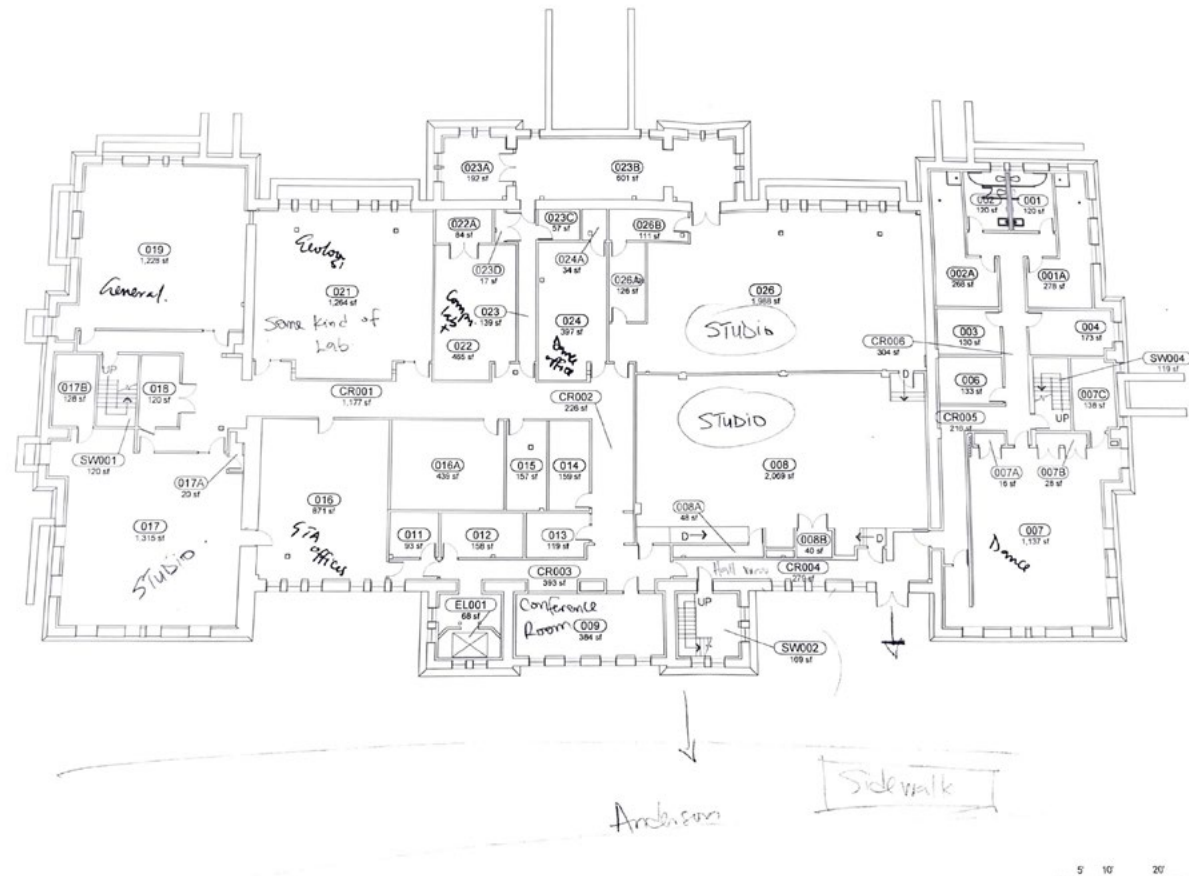 023A
192 sf
023B
601 sf
002
120 sf
001
120 sf
022A
84 sf
023C
57 sf
026B
111 sf
019
1,228 sf
General.
021
1,264 sf
Some kind of
Lab
023D
17 sf
024A
34 sf
026A
126 sf
026
1,988 sf
STUDIO
002A
268 sf
001A
278 sf
023
139 sf
024
397 sf
Dance
office
022
465 sf
003
130 sf
004
173 sf
CR006
304 sf
SW004
119 sf
006
133 sf
007C
138 sf
UP
017B
128 sf
UP
018
120 sf
CR001
1,177 sf
CR002
226 sf
STUDIO
CR005
216 sf
SW001
120 sf
017A
20 sf
016A
439 sf
015
157 sf
014
159 sf
008
2,069 sf
007A
16 sf
007B
28 sf
017
1,315 sf
STUDIO
016
871 sf
STA
offices
011
93 sf
012
158 sf
013
119 sf
008A
48 sf
D
008B
40 sf
D
D
007
1,137 sf
Dance
CR003
393 sf
CR004
EL001
68 sf
Conference
Room
009
384 sf
UP
SW002
169 sf
Sidewalk
Anderson
5' 10' 20'